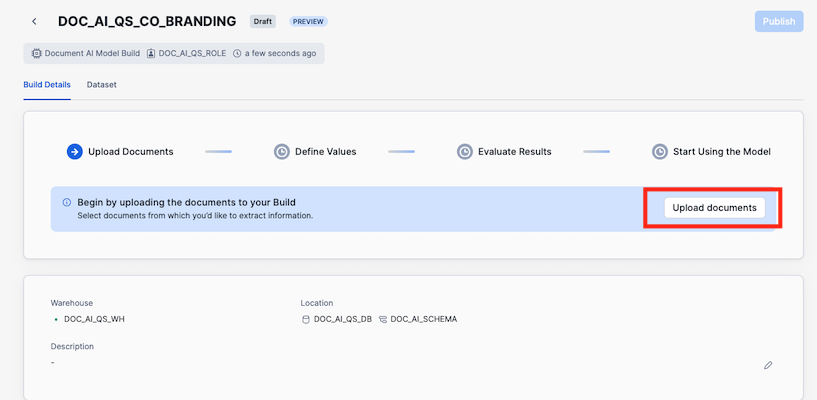 DOC_AI_QS_CO_BRANDING Draft PREVIEW Publish
Document AI Model Build DOC_AI_QS_ROLE a few seconds ago
Build Details Dataset
Upload Documents Define Values Evaluate Results Start Using the Model
Begin by uploading the documents to your Build
Select documents from which you'd like to extract information.
Upload documents
Warehouse Location
DOC_AI_QS_WH DOC_AI_QS_DB DOC_AI_SCHEMA
Description
-